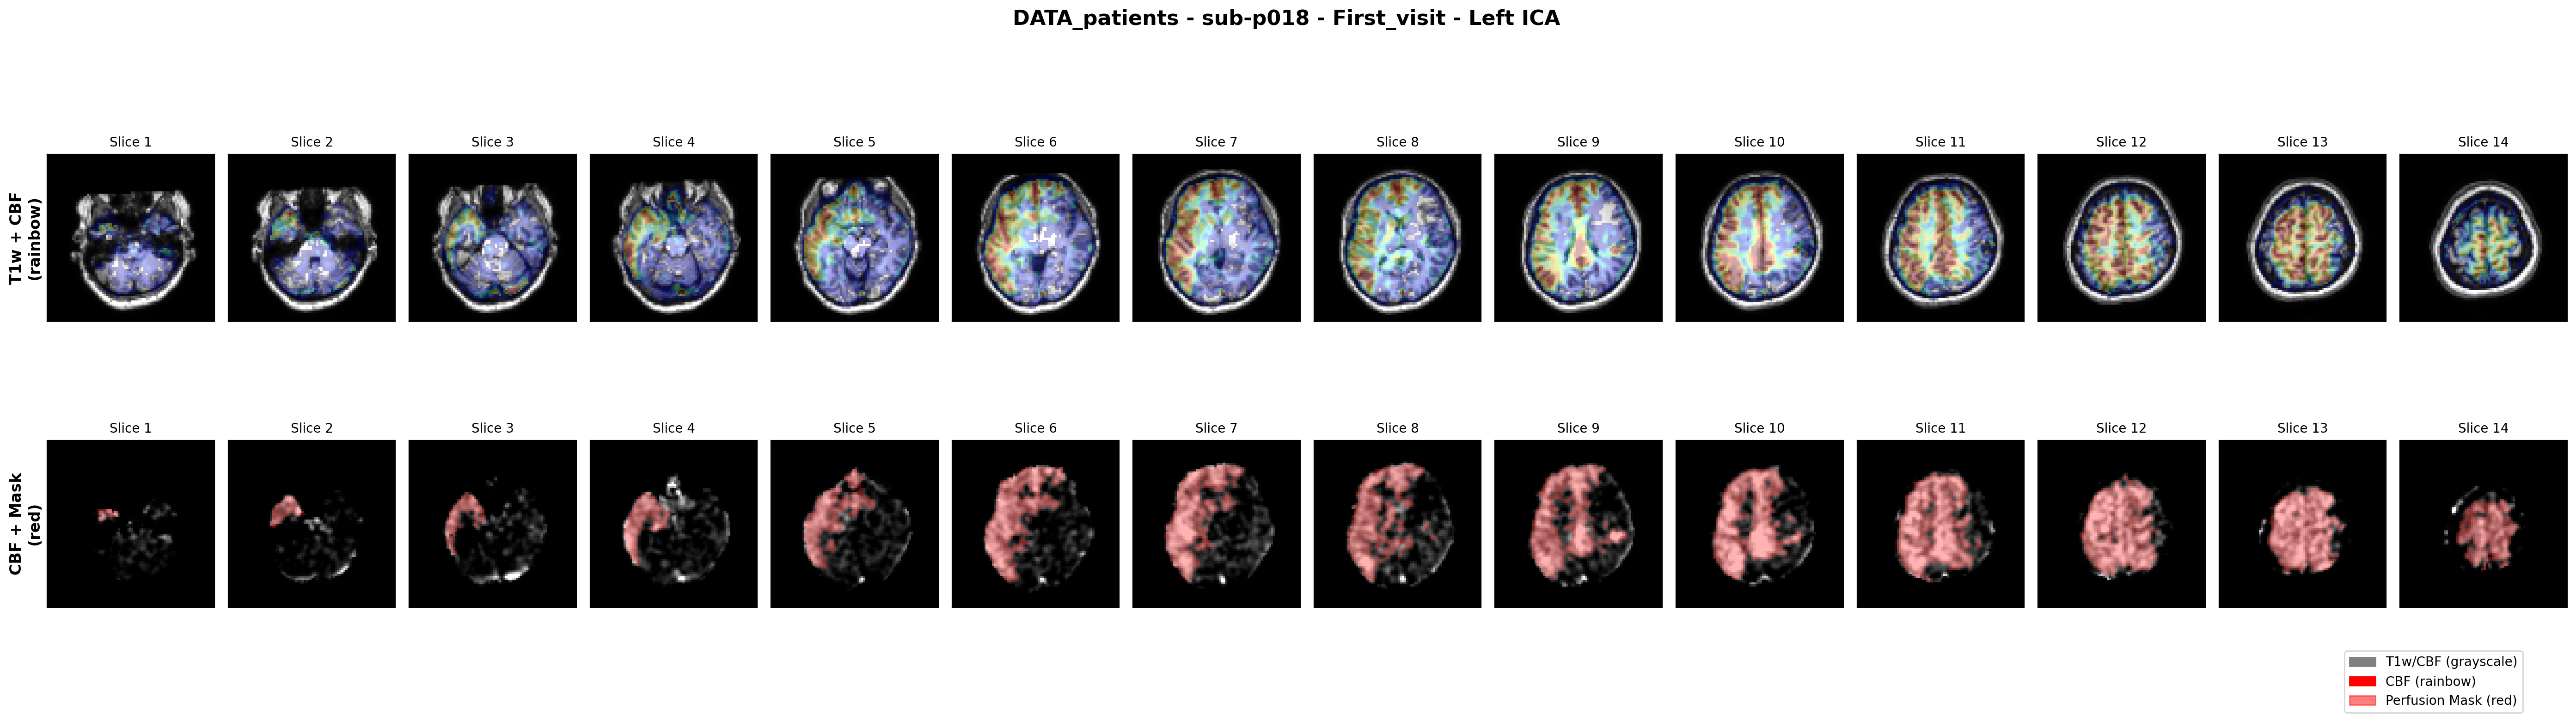 DATA_patients - sub-p018 - First_visit - Left ICA
Slice 1 Slice 2 Slice 3 Slice 4 Slice 5 Slice 6 Slice 7 Slice 8 Slice 9 Slice 10 Slice 11 Slice 12 Slice 13 Slice 14
T1w + CBF
(rainbow)
Slice 1 Slice 2 Slice 3 Slice 4 Slice 5 Slice 6 Slice 7 Slice 8 Slice 9 Slice 10 Slice 11 Slice 12 Slice 13 Slice 14
CBF + Mask
(red)
T1w/CBF (grayscale)
CBF (rainbow)
Perfusion Mask (red)